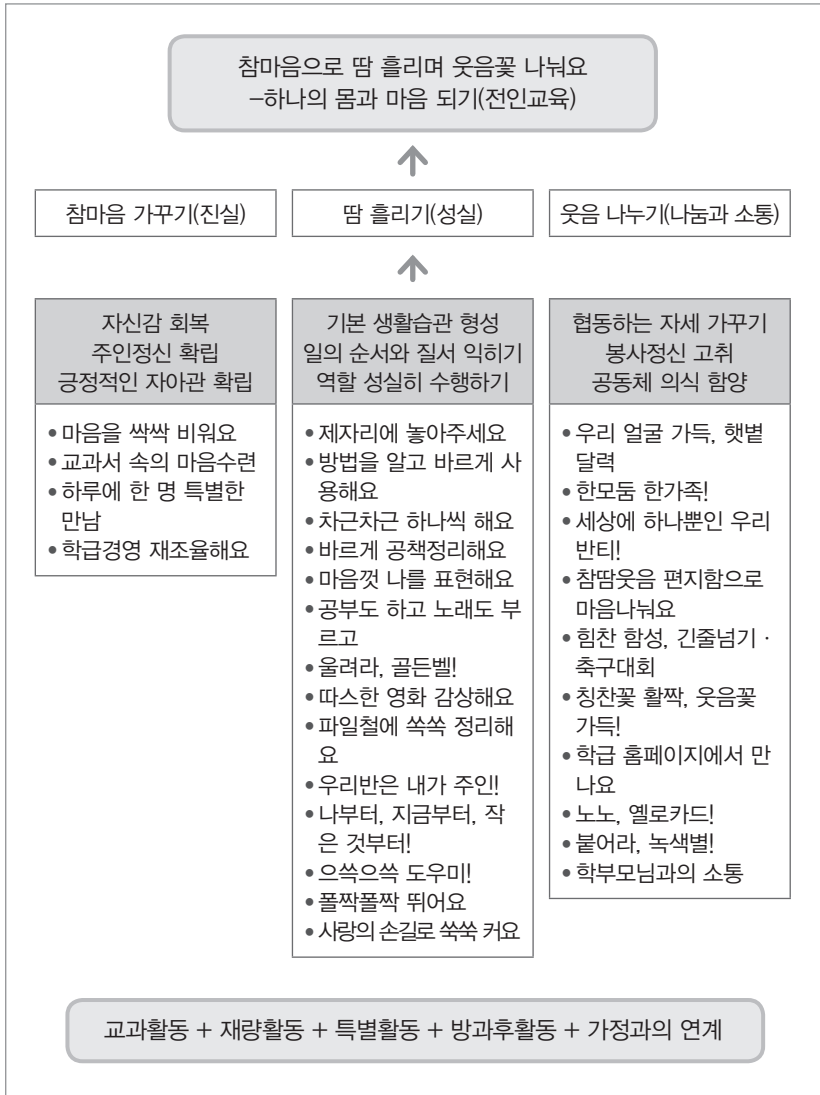 참마음으로 땀 흘리며 웃음꽃 나눠요
-하나의 몸과 마음 되기(전인교육)
참마음 가꾸기(진실)
땀 흘리기(성실)
웃음 나누기(나눔과 소통)
자신감 회복
주인정신 확립
긍정적인 자아관 확립
• 마음을 싹싹 비워요
• 교과서 속의 마음수련
• 하루에 한 명 특별한
만남
• 학급경영 재조율해요
기본 생활습관 형성
일의 순서와 질서 익히기
역할 성실히 수행하기
• 제자리에 놓아주세요
• 방법을 알고 바르게 사
용해요
• 차근차근 하나씩 해요
• 바르게 공책정리해요
• 마음껏 나를 표현해요
• 공부도 하고 노래도 부
르고
• 울려라, 골든벨!
• 따스한 영화 감상해요
• 파일철에 쏙쏙 정리해
요
• 우리반은 내가 주인!
• 나부터, 지금부터, 작
은 것부터!
• 으쓱으쓱 도우미!
• 폴짝폴짝 뛰어요
• 사랑의 손길로 쑥쑥 커요
협동하는 자세 가꾸기
봉사정신 고취
공동체 의식 함양
• 우리 얼굴 가득, 햇볕
달력
• 한모둠 한가족!
• 세상에 하나뿐인 우리
반티!
• 참땀웃음 편지함으로
마음나눠요
• 힘찬 함성, 긴줄넘기 ·
축구대회
• 칭찬꽃 활짝, 웃음꽃
가득!
• 학급 홈페이지에서 만
나요
• 노노, 옐로카드!
• 붙어라, 녹색별!
• 학부모님과의 소통
교과활동 + 재량활동 + 특별활동 + 방과후활동 + 가정과의 연계